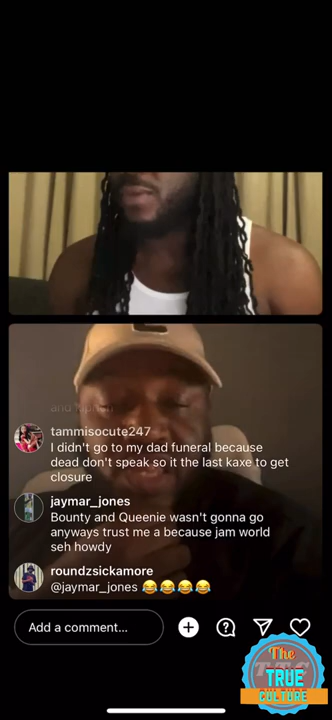 tammisocute247
I didn't go to my dad funeral because
dead don't speak so it the last kaxe to get
closure
jaymar_jones
Bounty and Queenie wasn't gonna go
anyways trust me a because jam world
seh howdy
roundzsickamore
@jaymar_jones 😂😂😂😂
Add a comment...
The
TRUE
CULTURE